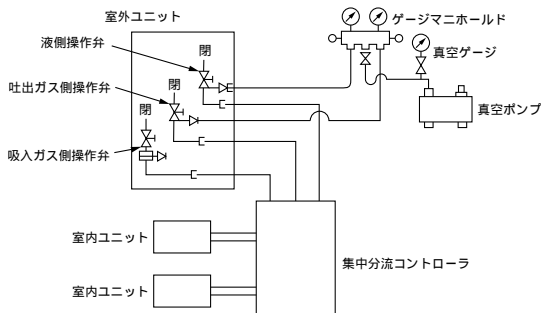 室外ユニット
ゲージマニホールド
液側操作弁
閉
真空ゲージ
吐出ガス側操作弁
閉
閉
真空ポンプ
吸入ガス側操作弁
室内ユニット
集中分流コントローラ
室内ユニット